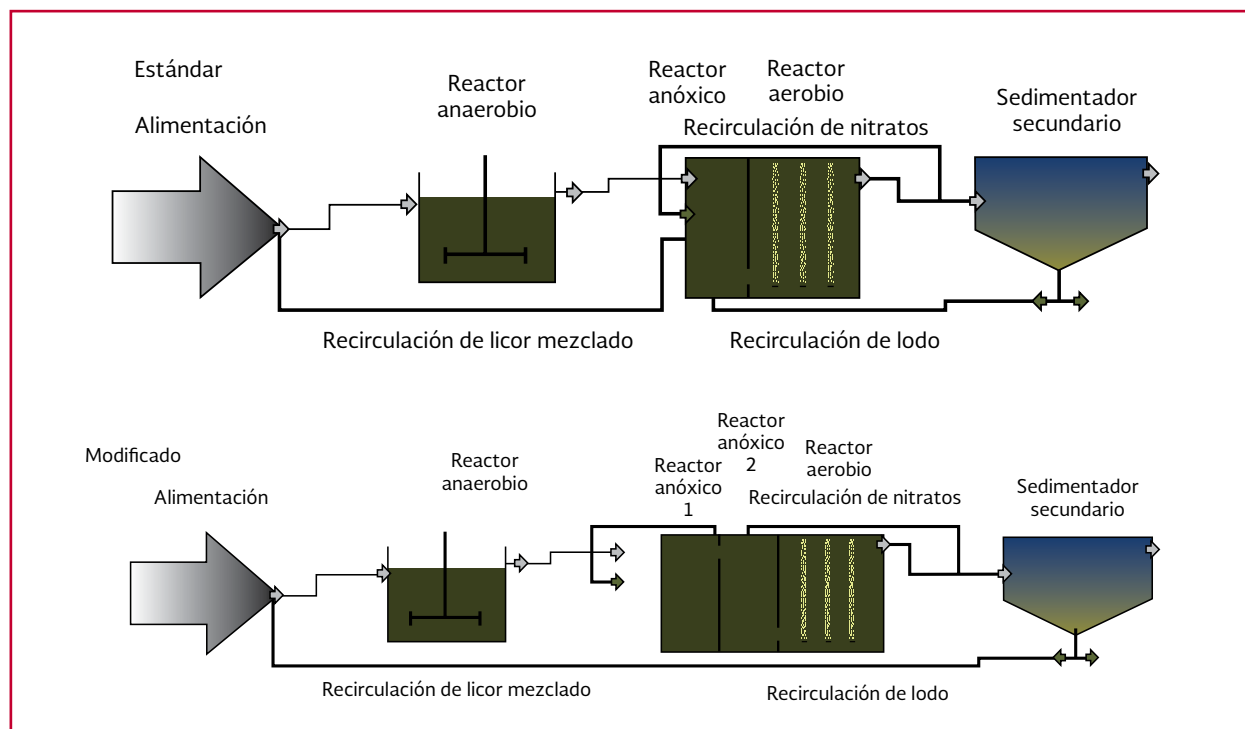 Estándar
Alimentación
Reactor
anaerobio
Reactor
anóxico
Reactor
aerobio
Recirculación de nitratos
Sedimentador
secundario
Recirculación de licor mezclado
Recirculación de lodo
Modificado
Alimentación
Reactor
anaerobio
Reactor
anóxico
1
Reactor
anóxico
2
Reactor
aerobio
Recirculación de nitratos
Sedimentador
secundario
Recirculación de licor mezclado
Recirculación de lodo